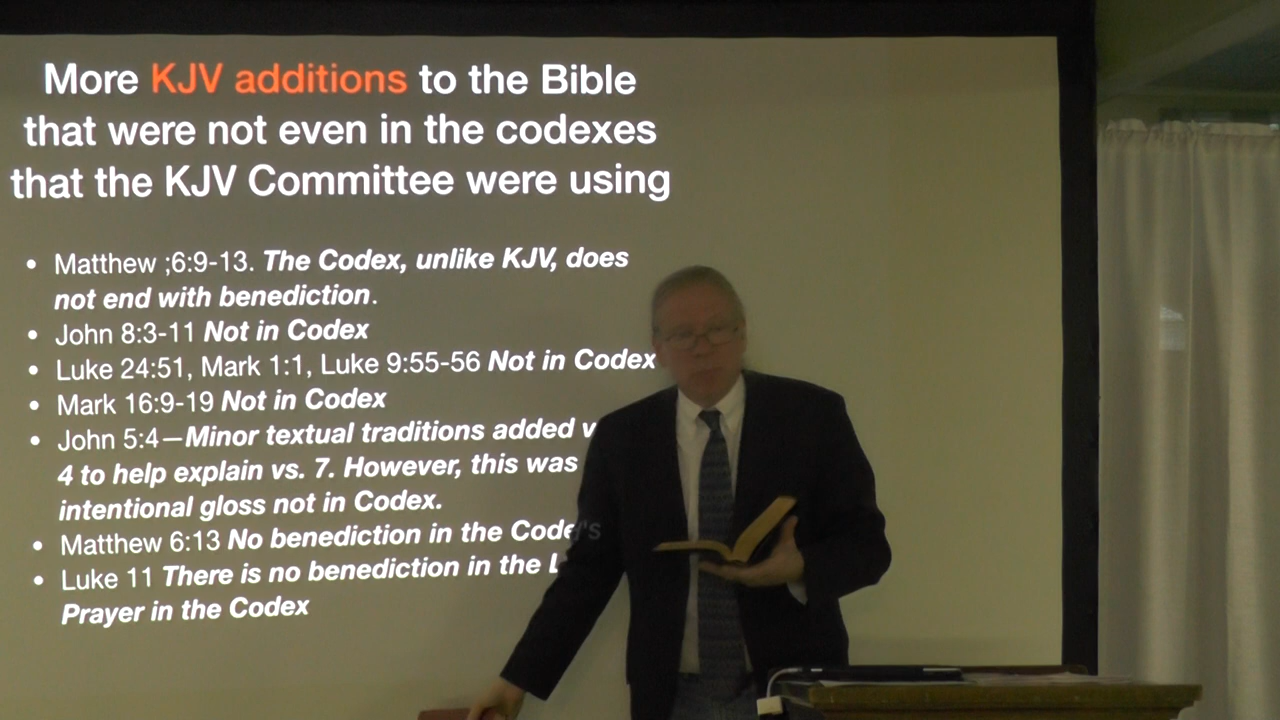 More KJV additions to the Bible
that were not even in the codexes
that the KJV Committee were using
• Matthew ;6:9-13. The Codex, unlike KJV, does
not end with benediction.
• John 8:3-11 Not in Codex
• Luke 24:51, Mark 1:1, Luke 9:55-56 Not in Codex
• Mark 16:9-19 Not in Codex
• John 5:4—Minor textual traditions added v
4 to help explain vs. 7. However, this was
intentional gloss not in Codex.
• Matthew 6:13 No benediction in the Code
• Luke 11 There is no benediction in the L
Prayer in the Codex